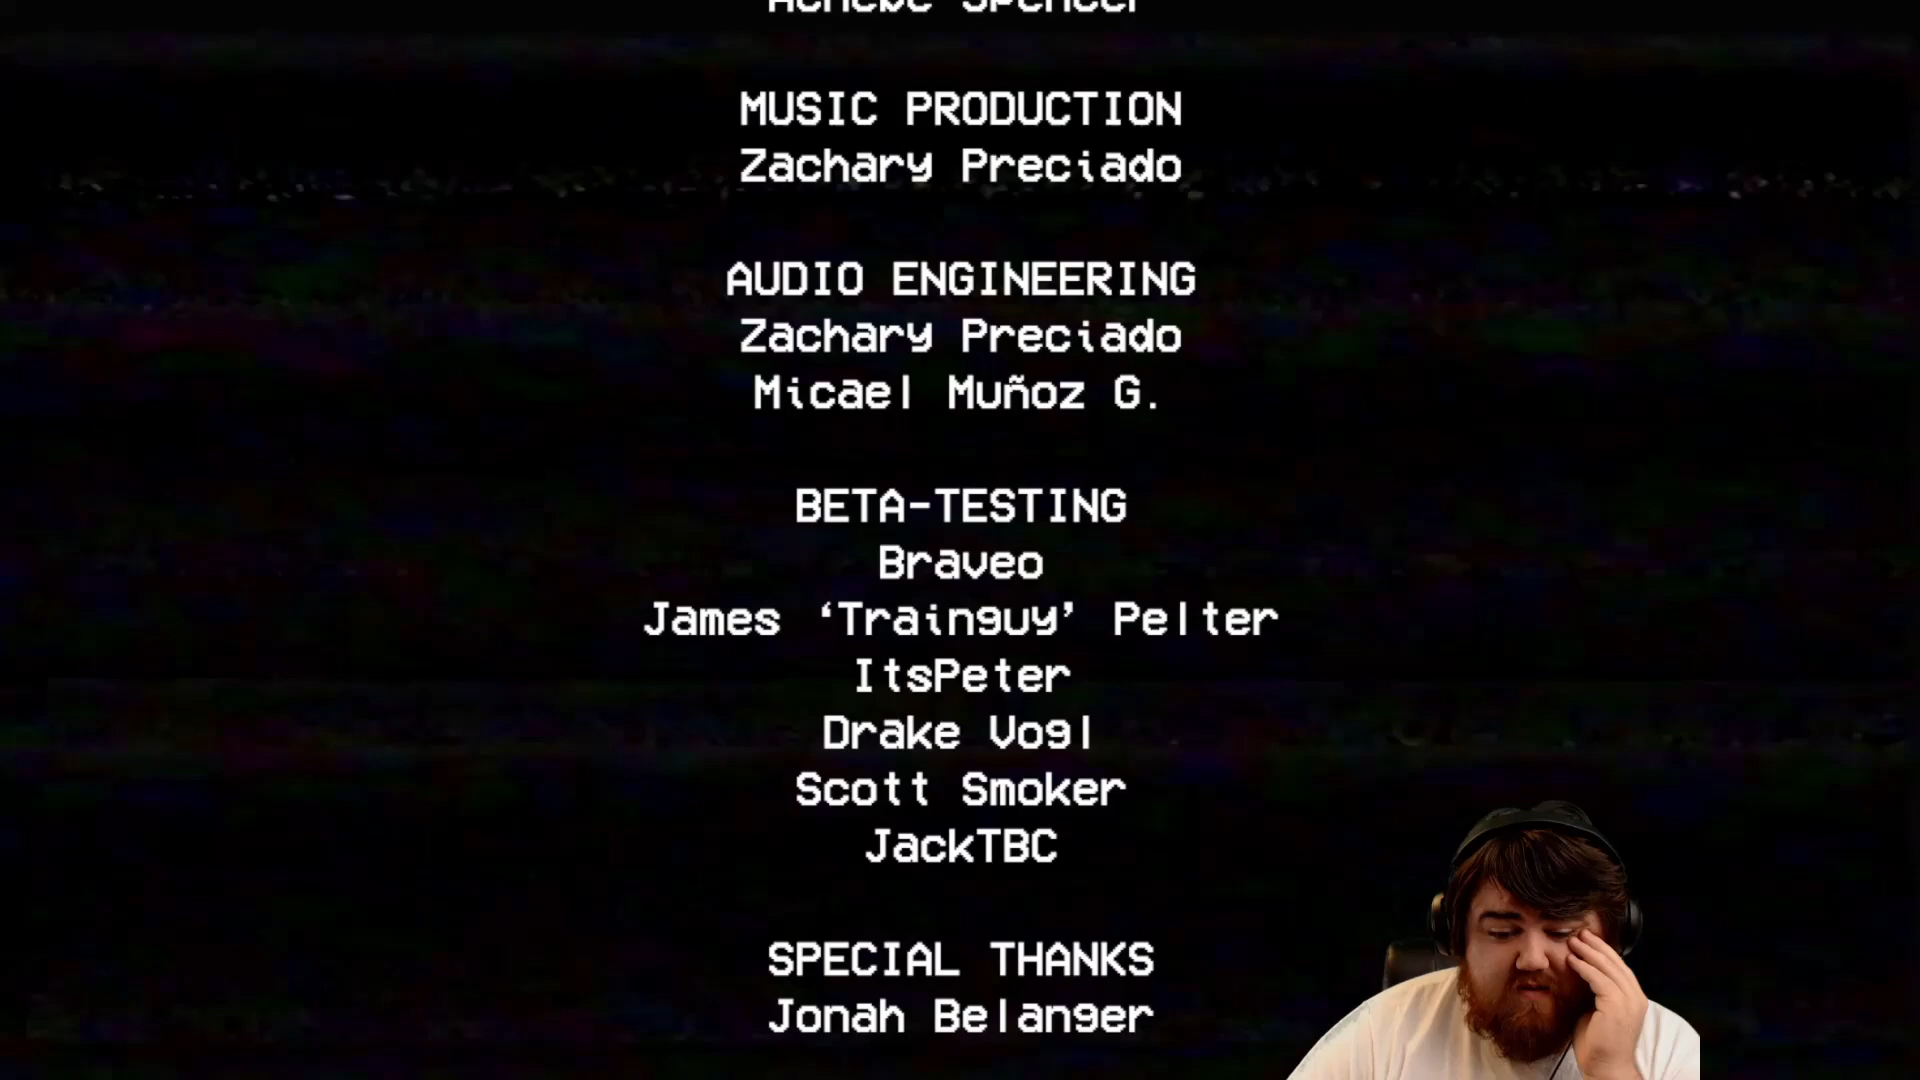 MUSIC PRODUCTION
Zachary Preciado
AUDIO ENGINEERING
Zachary Preciado
Micael Muñoz G.
BETA-TESTING
Braveo
James ‘Trainguy’ Pelter
ItsPeter
Drake Vogl
Scott Smoker
JackTBC
SPECIAL THANKS
Jonah Belanger